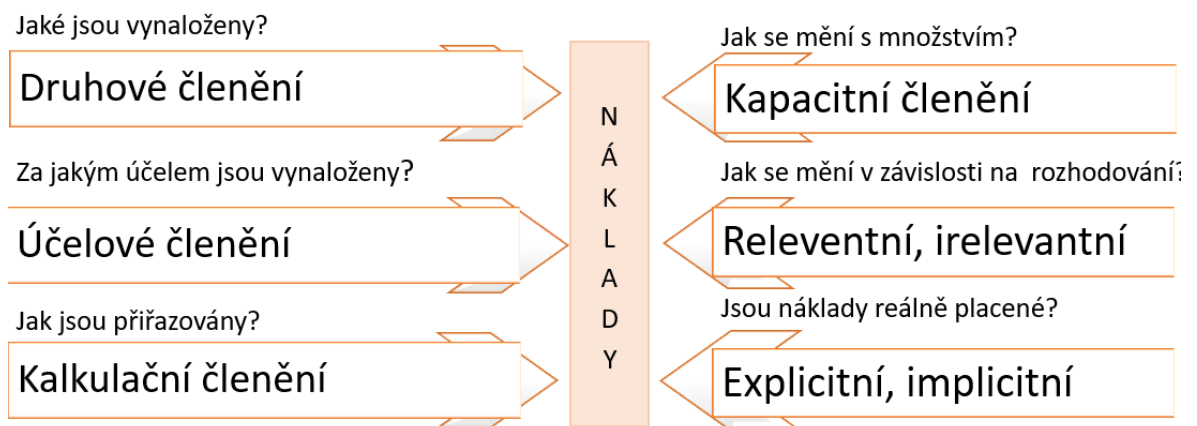 Jaké jsou vynaloženy?
Druhové členění
Za jakým účelem jsou vynaloženy?
Účelové členění
Jak jsou přiřazovány?
Kalkulační členění
N
Á
K
L
A
D
Y
Jak se mění s množstvím?
Kapacitní členění
Jak se mění v závislosti na rozhodování?
Releventní, irelevantní
Jsou náklady reálně placené?
Explicitní, implicitní